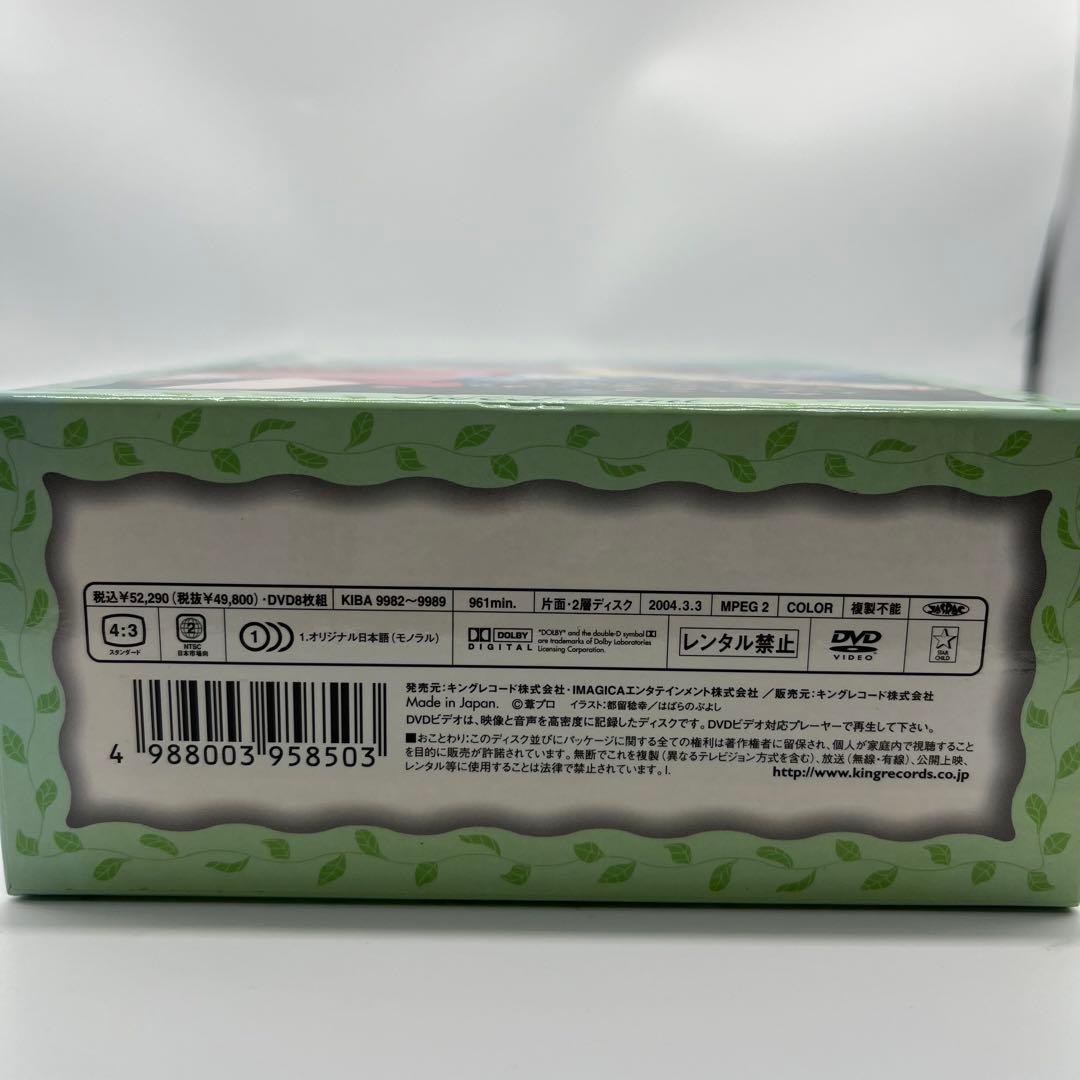 税込￥52,290(税抜￥49,800)・DVD8枚組 KIBA 9982〜9989 961min. 片面・2層ディスク 2004.3.3 MPEG 2 COLOR 複製不能 JASRAC
4:3 スタンダード
2 NTSC 日本市場向
1 1.オリジナル日本語(モノラル)
DOLBY DIGITAL
"DOLBY" and the double-D symbol
are trademarks of Dolby Laboratories
Licensing Corporation.
レンタル禁止
DVD VIDEO
STAR CHILD
発売元:キングレコード株式会社・IMAGICAエンタテインメント株式会社 /販売元:キングレコード株式会社
Made in Japan. ©葦プロ イラスト:都留稔幸/はばらのぶよし
DVDビデオは、映像と音声を高密度に記録したディスクです。DVDビデオ対応プレーヤーで再生して下さい。
■おことわり:このディスク並びにパッケージに関する全ての権利は著作権者に留保され、個人が家庭内で視聴すること
を目的に販売が許諾されています。無断でこれを複製(異なるテレビジョン方式を含む)、放送(無線・有線)、公開上映、
レンタル等に使用することは法律で禁止されています。I.
http://www.kingrecords.co.jp
4 988003 958503